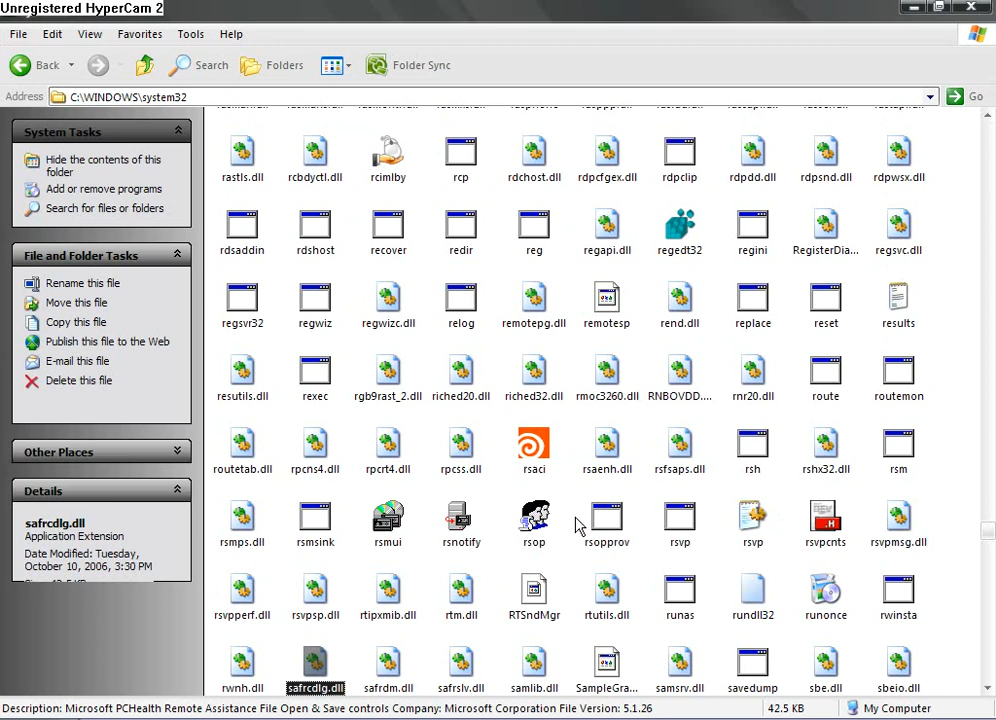 Unregistered HyperCam 2
File Edit View Favorites Tools Help
Back Search Folders Folder Sync
Address C:\WINDOWS\system32 Go
System Tasks
Hide the contents of this
folder
Add or remove programs
Search for files or folders
File and Folder Tasks
Rename this file
Move this file
Copy this file
Publish this file to the Web
E-mail this file
Delete this file
Other Places
Details
safrcdlg.dll
Application Extension
Date Modified: Tuesday,
October 10, 2006, 3:30 PM
rastls.dll rcbdyctl.dll rcimlby rcp rdchost.dll rdpcfgex.dll rdpclip rdpdd.dll rdpsnd.dll rdpwsx.dll
rdsaddin rdshost recover redir reg regapi.dll regedt32 regini RegisterDia... regsvc.dll
regsvr32 regwiz regwizc.dll relog remotepg.dll remotesp rend.dll replace reset results
resutils.dll rexec rgb9rast_2.dll riched20.dll riched32.dll rmoc3260.dll RNBOVDD.... rnr20.dll route routemon
routetab.dll rpcns4.dll rpcrt4.dll rpcss.dll rsaci rsaenh.dll rsfsaps.dll rsh rshx32.dll rsm
rsmps.dll rsmsink rsmui rsnotify rsop rsopprov rsvp rsvp rsvpcnts rsvpmsg.dll
rsvpperf.dll rsvpsp.dll rtipxmib.dll rtm.dll RTSndMgr rtutils.dll runas rundll32 runonce rwinsta
rwnh.dll safrcdlg.dll safrdm.dll safrslv.dll samlib.dll SampleGra... samsrv.dll savedump sbe.dll sbeio.dll
Description: Microsoft PCHealth Remote Assistance File Open & Save controls Company: Microsoft Corporation File Version: 5.1.26 42.5 KB My Computer